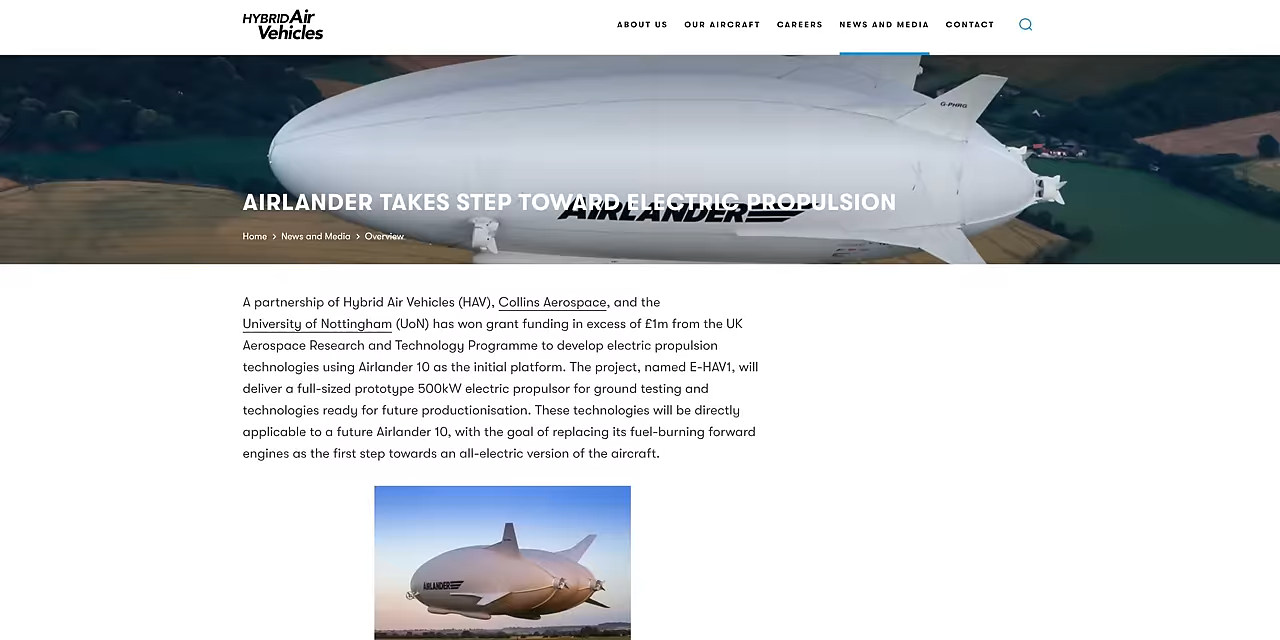 HYBRID Air
Vehicles
ABOUT US OUR AIRCRAFT CAREERS NEWS AND MEDIA CONTACT
G-PHRG
AIRLANDER TAKES STEP TOWARD ELECTRIC PROPULSION
AIRLANDER
Home > News and Media > Overview
A partnership of Hybrid Air Vehicles (HAV), Collins Aerospace, and the
University of Nottingham (UoN) has won grant funding in excess of £1m from the UK
Aerospace Research and Technology Programme to develop electric propulsion
technologies using Airlander 10 as the initial platform. The project, named E-HAV1, will
deliver a full-sized prototype 500kW electric propulsor for ground testing and
technologies ready for future productionisation. These technologies will be directly
applicable to a future Airlander 10, with the goal of replacing its fuel-burning forward
engines as the first step towards an all-electric version of the aircraft.
AIRLANDER